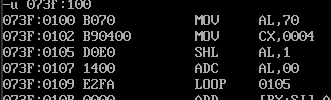 -u 073f:100
073F:0100 B070 MOV AL,70
073F:0102 B90400 MOV CX,0004
073F:0105 D0E0 SHL AL,1
073F:0107 1400 ADC AL,00
073F:0109 E2FA LOOP 0105
073F:010B 0000 ADD [BX+SI],AL